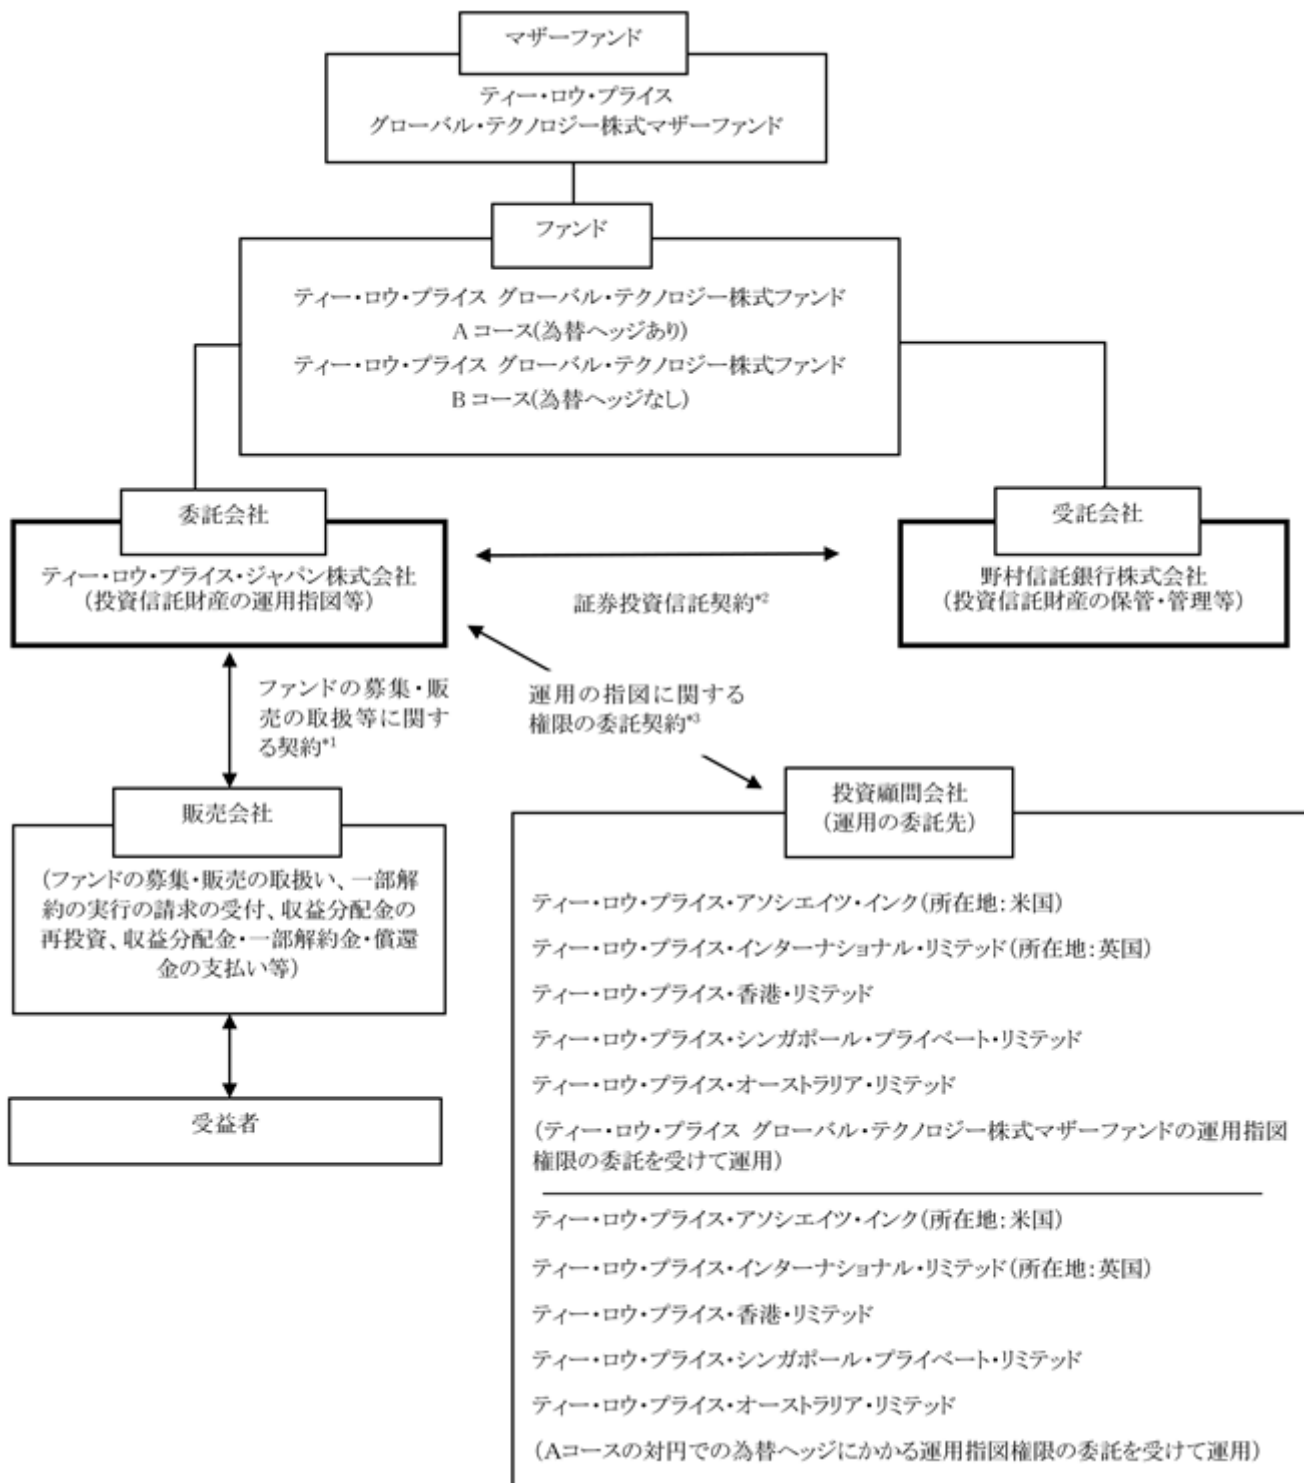 マザーファンド
ティー・ロウ・プライス
グローバル・テクノロジー株式マザーファンド
ファンド
ティー・ロウ・プライス グローバル・テクノロジー株式ファンド
Aコース(為替ヘッジあり)
ティー・ロウ・プライス グローバル・テクノロジー株式ファンド
Bコース(為替ヘッジなし)
委託会社
ティー・ロウ・プライス・ジャパン株式会社
(投資信託財産の運用指図等)
証券投資信託契約*2
受託会社
野村信託銀行株式会社
(投資信託財産の保管・管理等)
ファンドの募集・販
売の取扱等に関す
る契約*1
運用の指図に関する
権限の委託契約*3
販売会社
(ファンドの募集・販売の取扱い、一部解
約の実行の請求の受付、収益分配金の
再投資、収益分配金・一部解約金・償還
金の支払い等)
受益者
投資顧問会社
(運用の委託先)
ティー・ロウ・プライス・アソシエイツ・インク(所在地:米国)
ティー・ロウ・プライス・インターナショナル・リミテッド(所在地:英国)
ティー・ロウ・プライス・香港・リミテッド
ティー・ロウ・プライス・シンガポール・プライベート・リミテッド
ティー・ロウ・プライス・オーストラリア・リミテッド
(ティー・ロウ・プライス グローバル・テクノロジー株式マザーファンドの運用指図
権限の委託を受けて運用)
ティー・ロウ・プライス・アソシエイツ・インク(所在地:米国)
ティー・ロウ・プライス・インターナショナル・リミテッド(所在地:英国)
ティー・ロウ・プライス・香港・リミテッド
ティー・ロウ・プライス・シンガポール・プライベート・リミテッド
ティー・ロウ・プライス・オーストラリア・リミテッド
(Aコースの対円での為替ヘッジにかかる運用指図権限の委託を受けて運用)